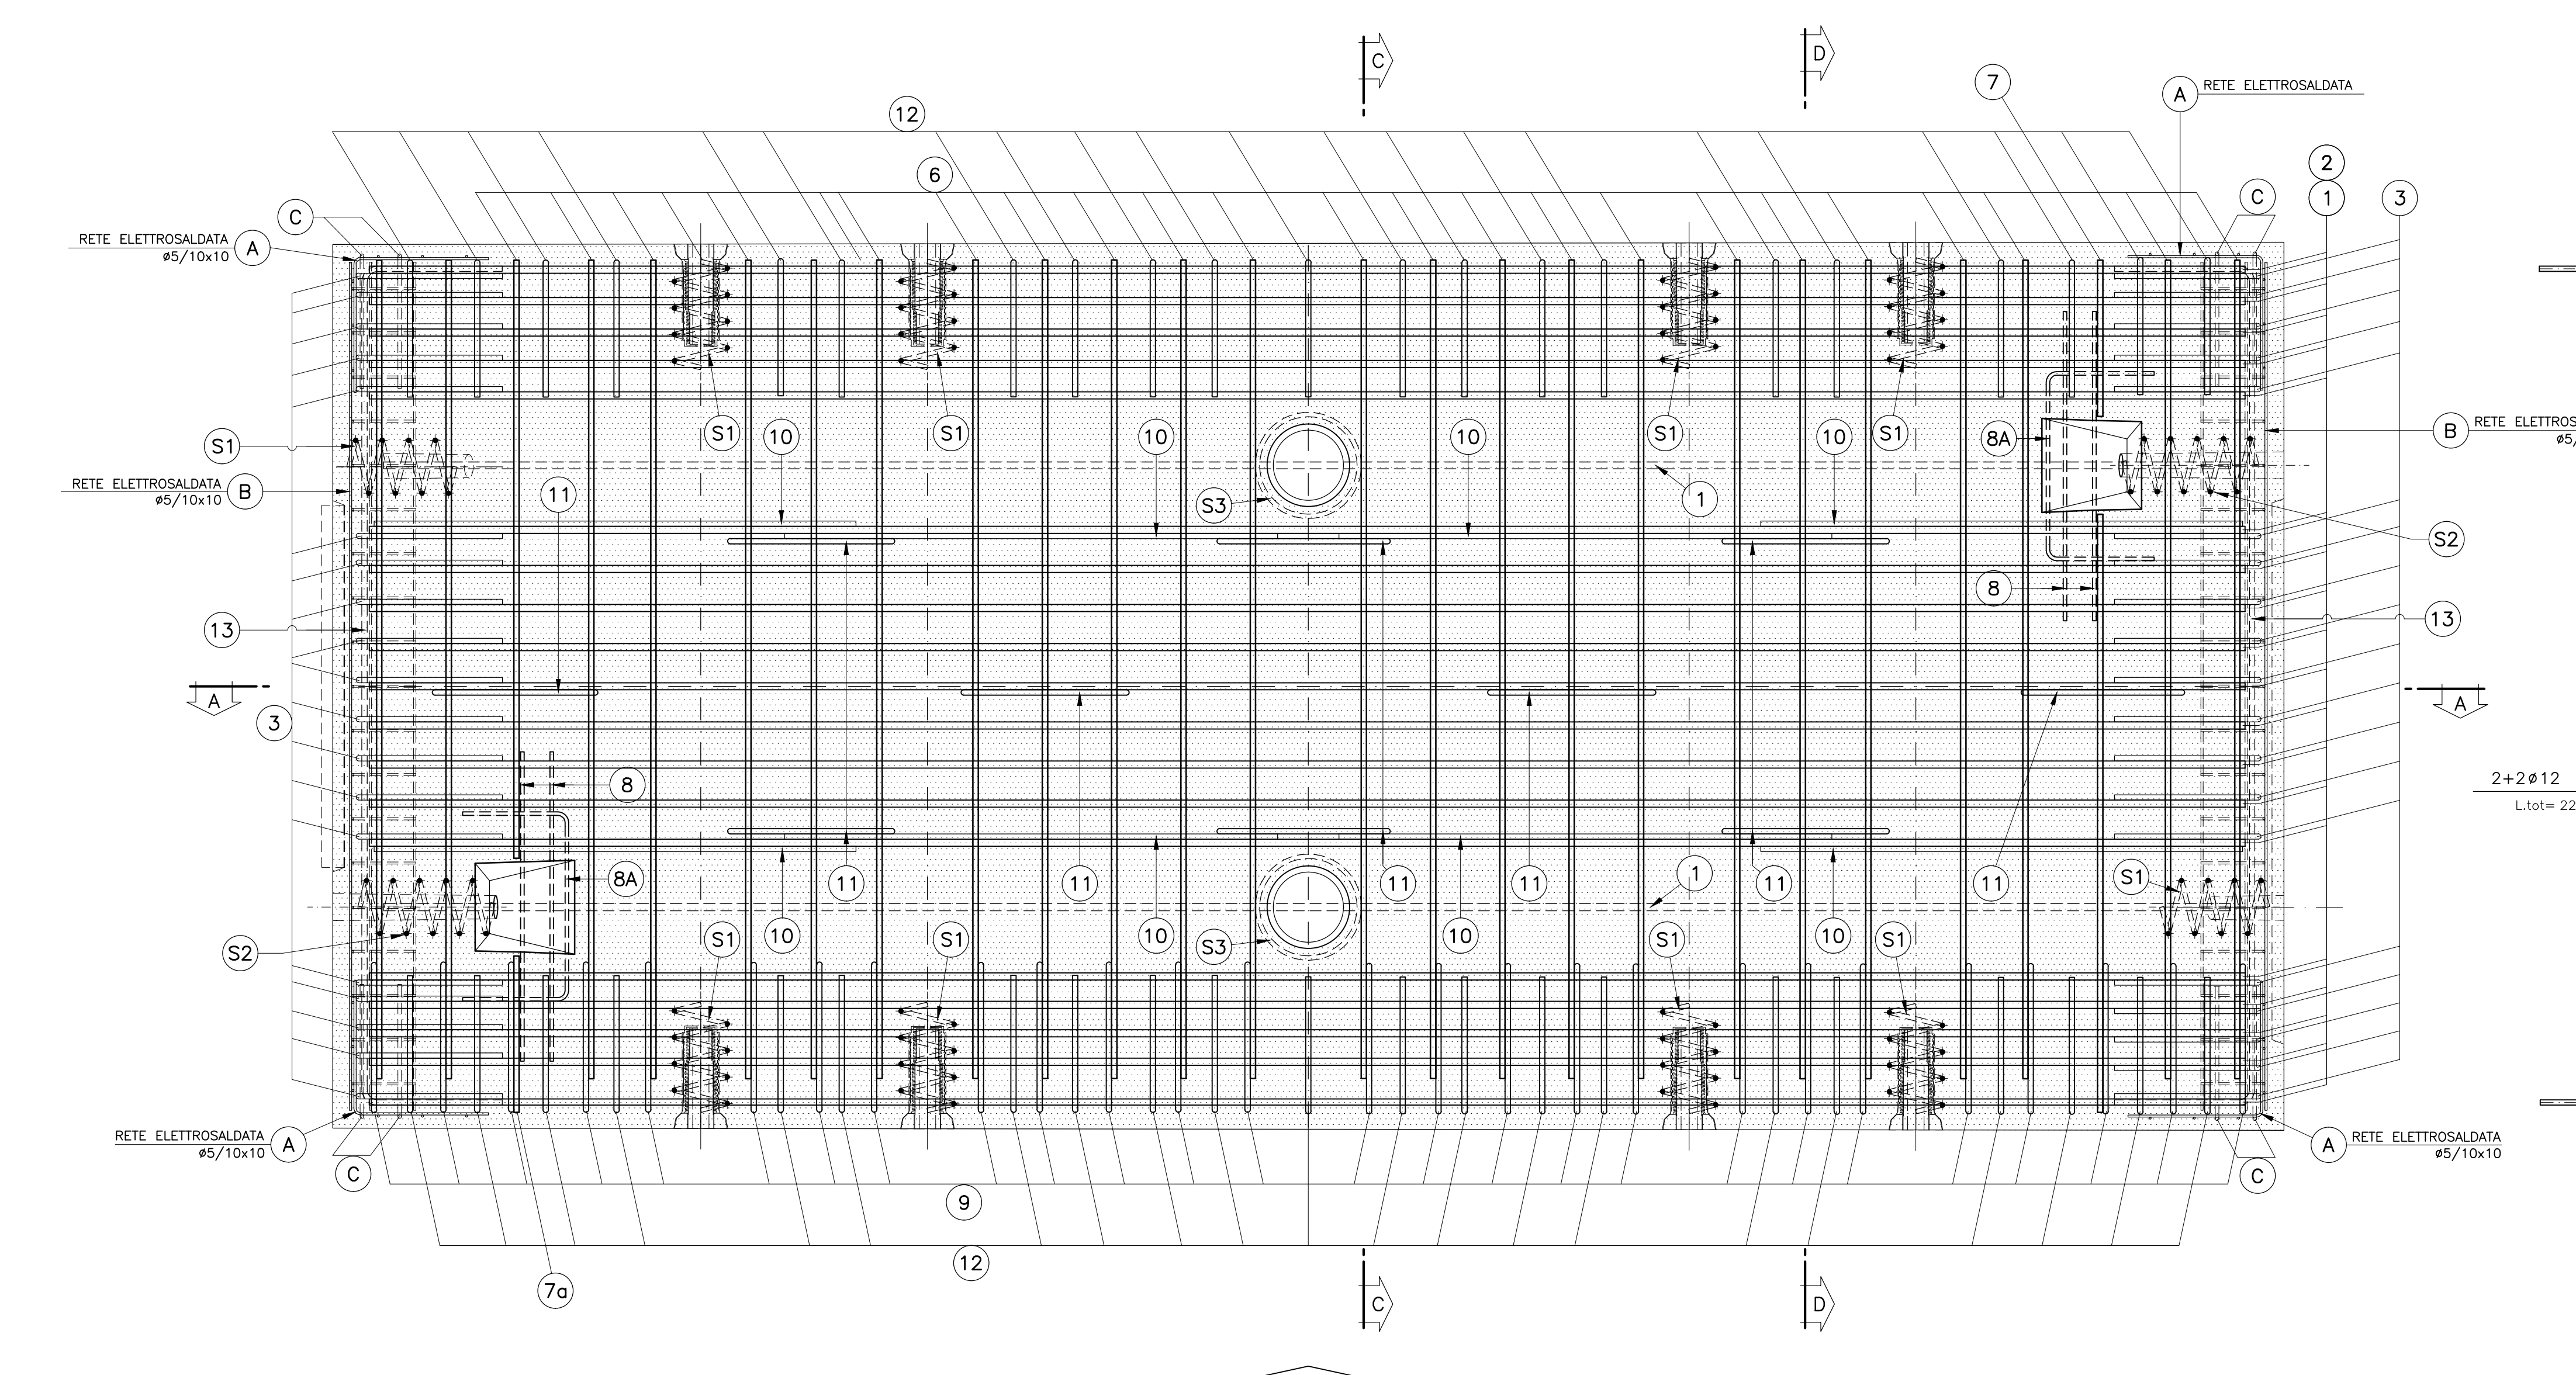 C
D
7
A
RETE ELETTROSALDATA
12
6
2
1
3
C
C
RETE ELETTROSALDATA
ø5/10x10
A
S1
S1
S1
S1
10
10
10
10
8A
B
S1
S3
1
RETE ELETTROSALDATA
ø5/10x10
B
11
S2
8
13
13
A
A
3
2+2ø12
8
8A
11
11
11
11
11
11
S1
1
S2
S1
S1
S3
S1
S1
10
10
10
10
RETE ELETTROSALDATA
ø5/10x10
A
C
A
RETE ELETTROSALDATA
ø5/10x10
C
9
12
7a
C
D